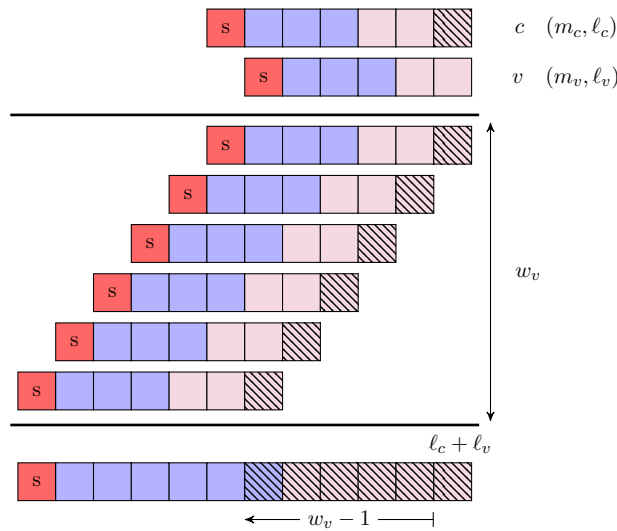 s c (m_c, ℓ_c)
s v (m_v, ℓ_v)
s
s
s
s w_v
s
s
ℓ_c + ℓ_v
s
w_v − 1